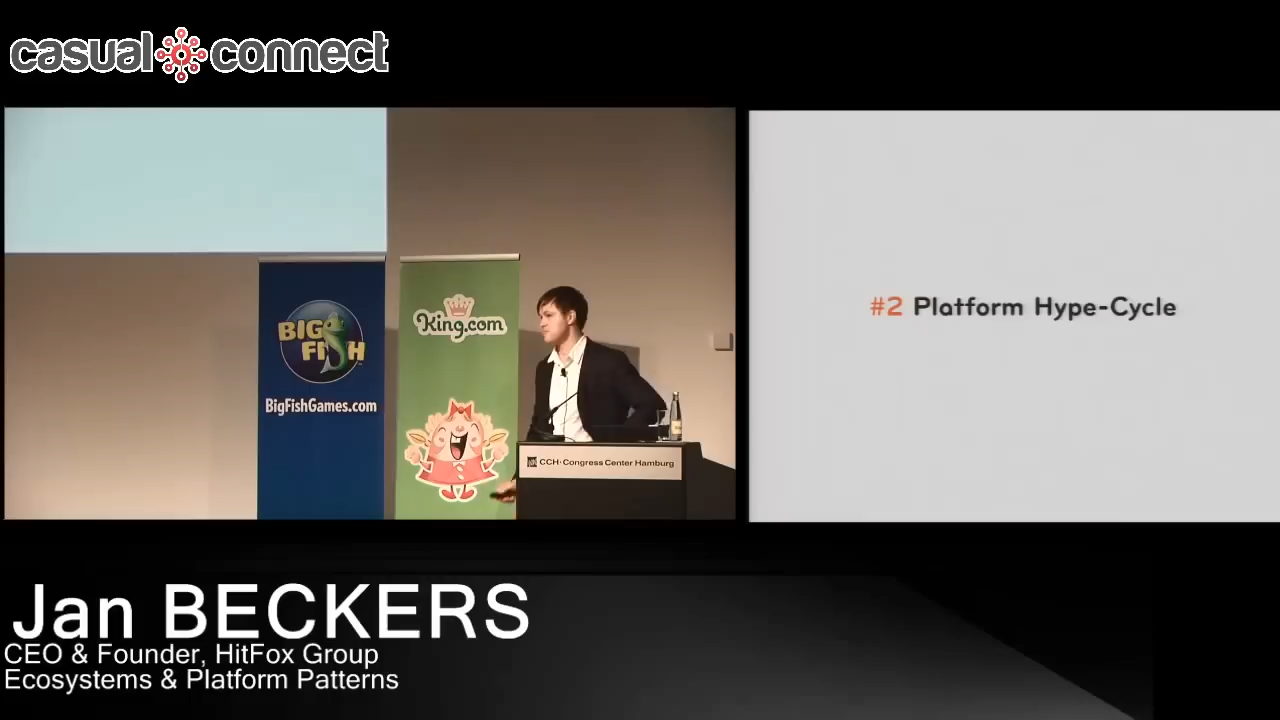 casual connect
BIG
FISH
BigFishGames.com
King.com
CCH · Congress Center Hamburg
#2 Platform Hype-Cycle
Jan BECKERS
CEO & Founder, HitFox Group
Ecosystems & Platform Patterns